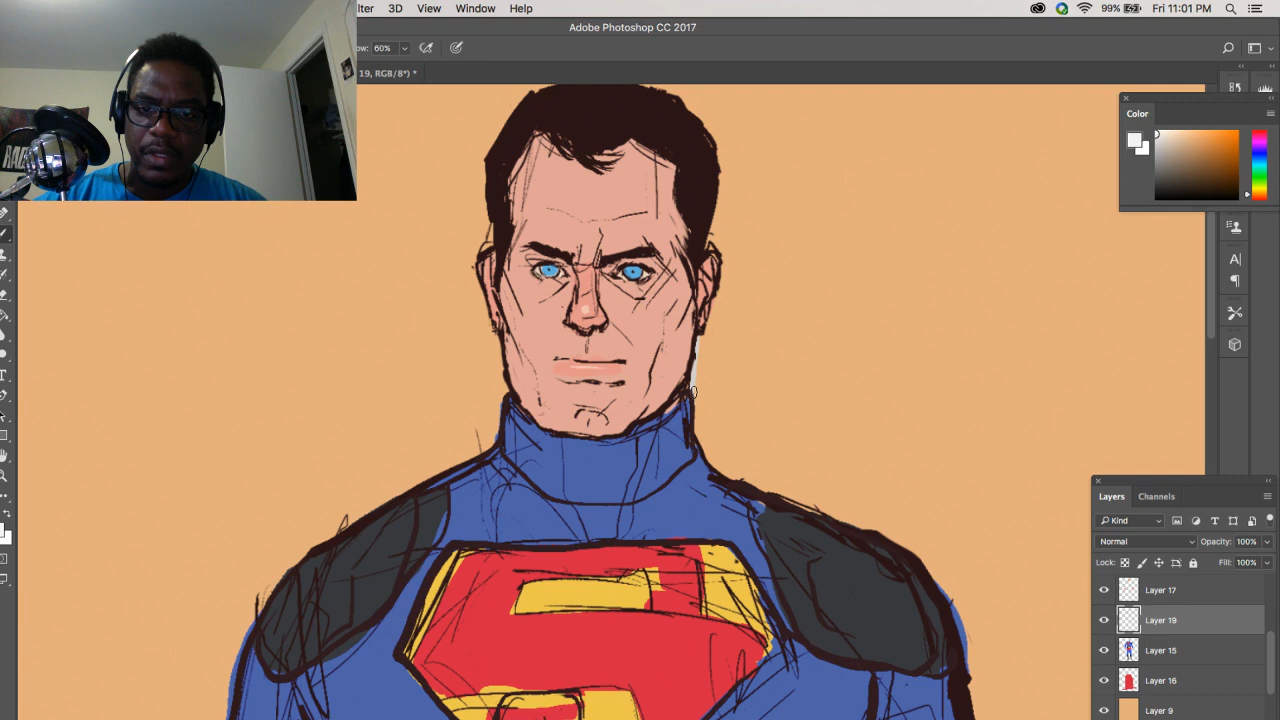 lter 3D View Window Help
99% Fri 11:01 PM
Adobe Photoshop CC 2017
ow: 60%
19, RGB/8*) *
Color
Layers Channels
Kind
Normal Opacity: 100%
Lock: Fill: 100%
Layer 17
Layer 19
Layer 15
Layer 16
Layer 9